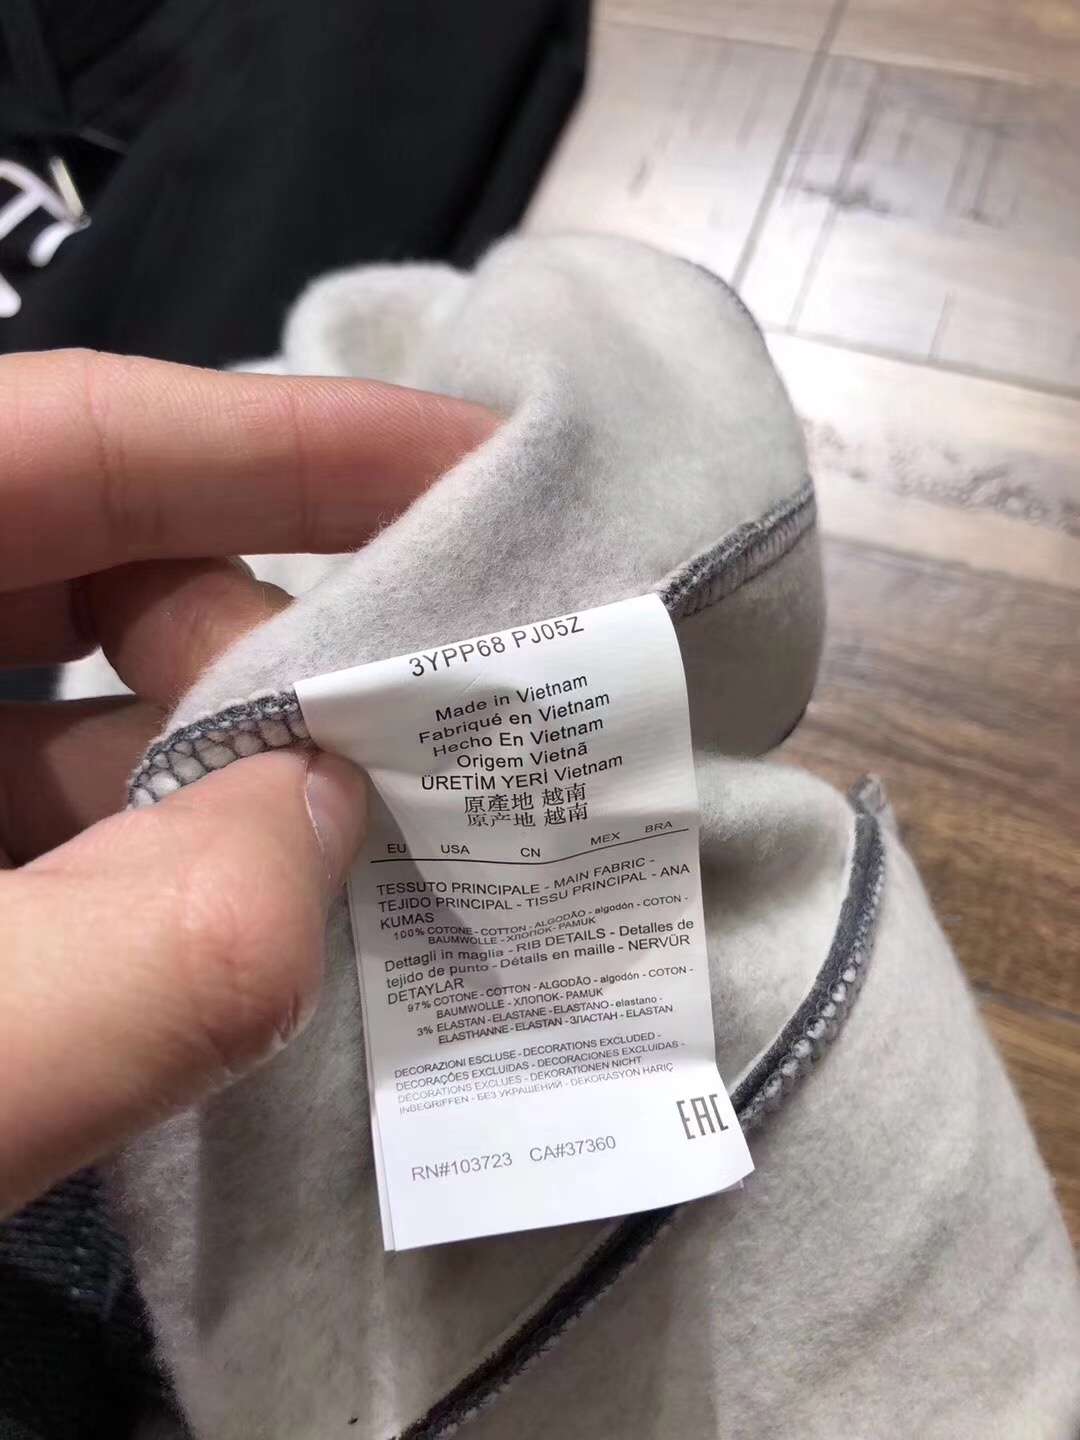 3YPP68 PJ05Z
Made in Vietnam
Fabriqué en Vietnam
Hecho En Vietnam
Origem Vietnã
ÜRETİM YERİ Vietnam
原產地 越南
原产地 越南
EU USA CN MEX BRA
TESSUTO PRINCIPALE - MAIN FABRIC -
TEJIDO PRINCIPAL - TISSU PRINCIPAL - ANA
KUMAS
100% COTONE - COTTON - ALGODÃO - algodón - COTON -
BAUMWOLLE - ХЛОПОК - PAMUK
Dettagli in maglia - RIB DETAILS - Detalles de
tejido de punto - Détails en maille - NERVÜR
DETAYLAR
97% COTONE - COTTON - ALGODÃO - algodón - COTON -
BAUMWOLLE - ХЛОПОК - PAMUK
3% ELASTAN - ELASTANE - ELASTANO - elastano -
ELASTHANNE - ELASTAN - ЭЛАСТАН - ELASTAN
DECORAZIONI ESCLUSE - DECORATIONS EXCLUDED -
DECORAÇÕES EXCLUIDAS - DECORACIONES EXCLUIDAS -
DÉCORATIONS EXCLUES - DEKORATIONEN NICHT
INBEGRIFFEN - БЕЗ УКРАШЕНИЙ - DEKORASYON HARIÇ
EAC
RN#103723 CA#37360